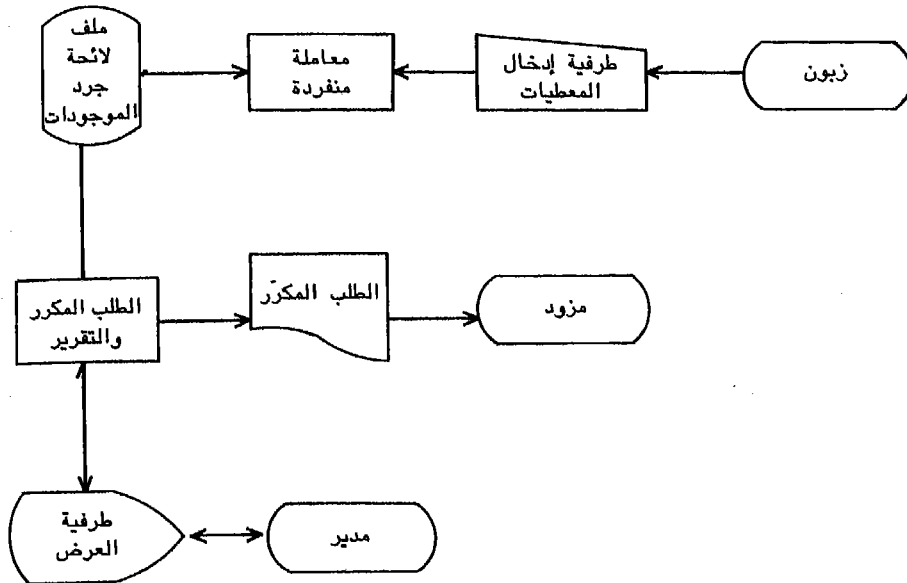 زبون
طرفية إدخال
المعطيات
معاملة
منفردة
ملف
لائحة
جرد
الموجودات
الطلب المكرر
والتقرير
الطلب المكرّر
مزود
طرفية
العرض
مدير